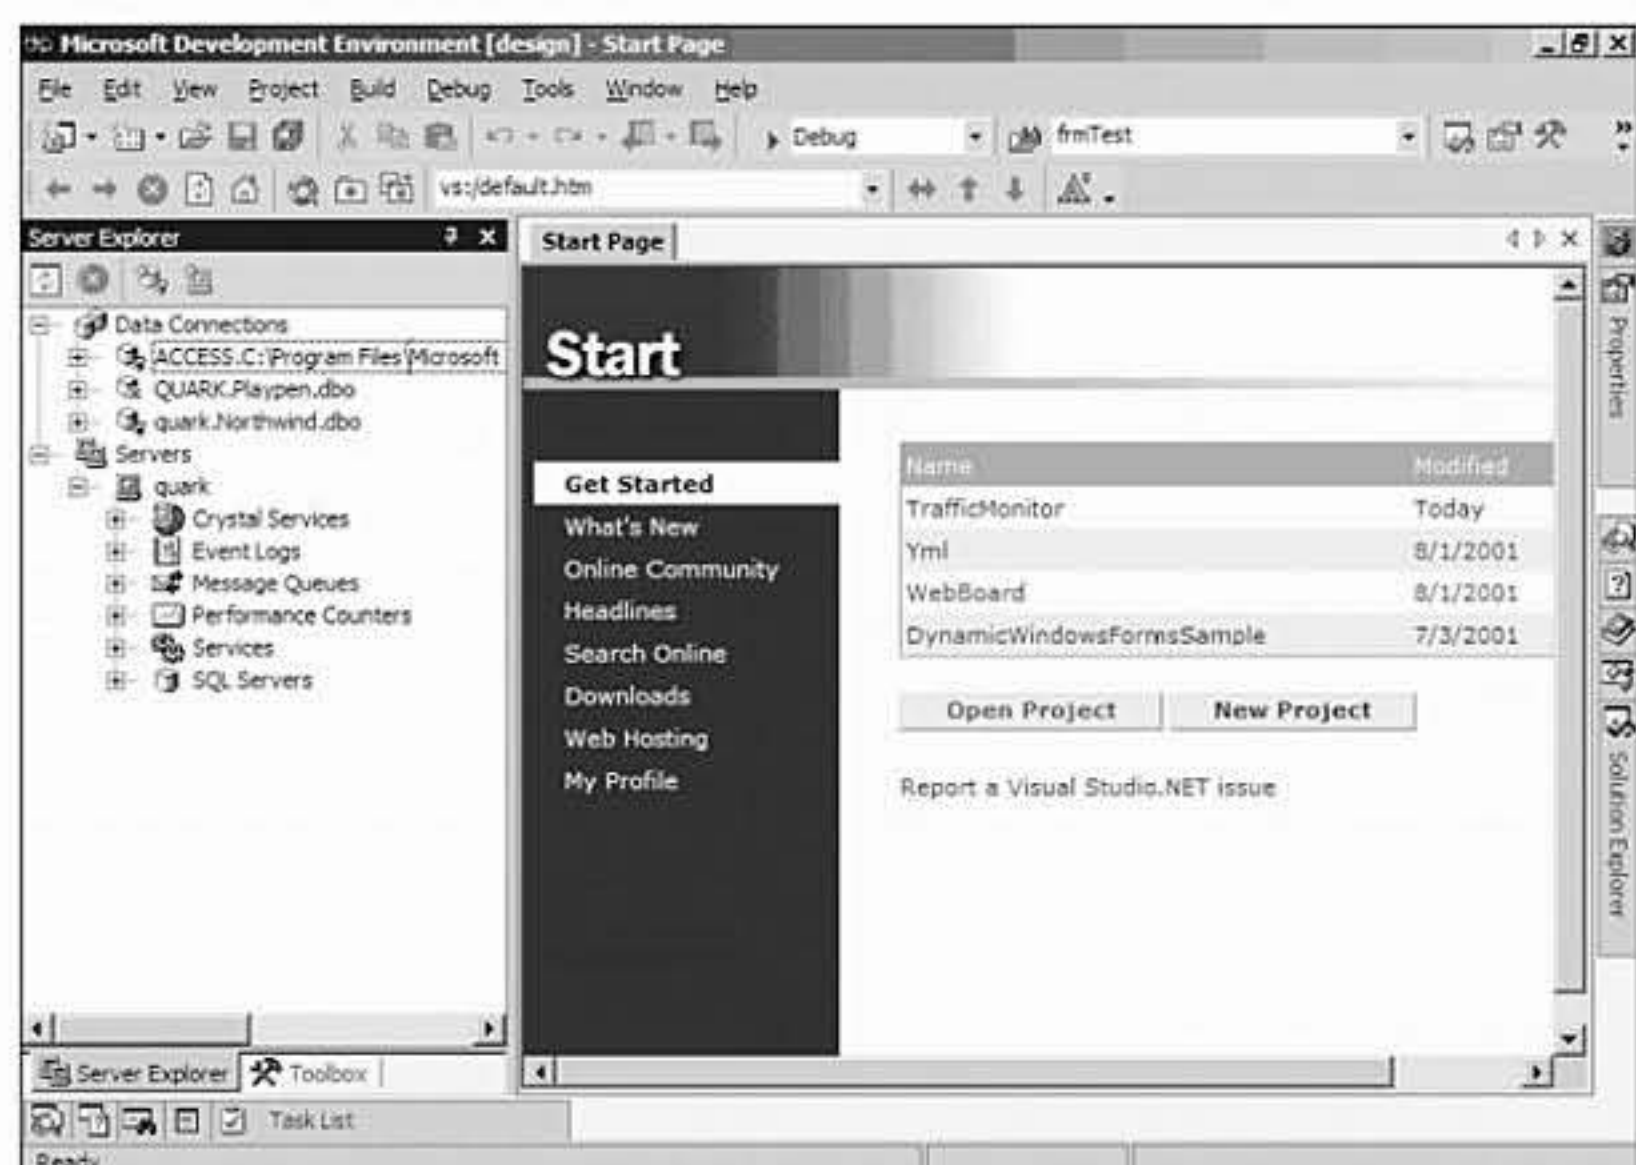 Microsoft Development Environment [design] - Start Page
File Edit View Project Build Debug Tools Window Help
Debug frmTest
vs:/default.htm
Server Explorer
Start Page
Data Connections
ACCESS.C:\Program Files\Microsoft
QUARK.Playpen.dbo
quark.Northwind.dbo
Servers
quark
Crystal Services
Event Logs
Message Queues
Performance Counters
Services
SQL Servers
Server Explorer Toolbox
Start
Get Started
What's New
Online Community
Headlines
Search Online
Downloads
Web Hosting
My Profile
Name Modified
TrafficMonitor Today
Yml 8/1/2001
WebBoard 8/1/2001
DynamicWindowsFormsSample 7/3/2001
Open Project New Project
Report a Visual Studio.NET issue
Properties
Solution Explorer
Task List
Ready